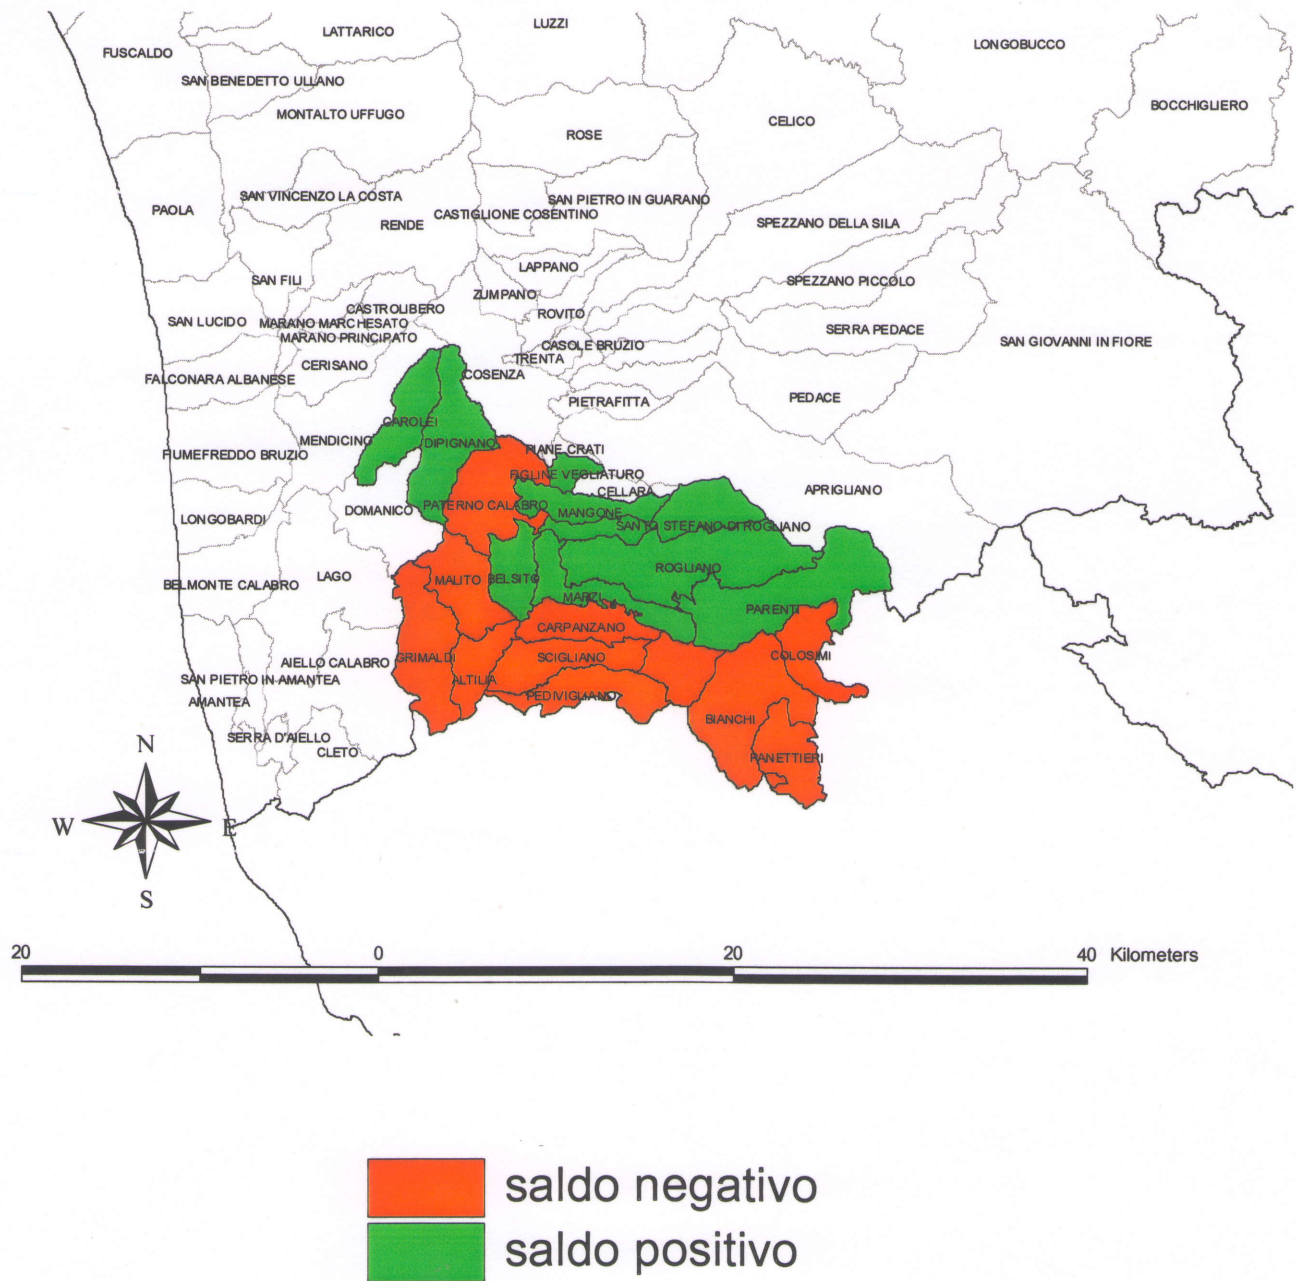 LUZZI
LATTARICO
LONGOBUCCO
FUSCALDO
SAN BENEDETTO ULLANO
BOCCHIGLIERO
MONTALTO UFFUGO
CELICO
ROSE
SAN VINCENZO LA COSTA
SAN PIETRO IN GUARANO
PAOLA
CASTIGLIONE COSENTINO
RENDE
SPEZZANO DELLA SILA
LAPPANO
SAN FILI
SPEZZANO PICCOLO
ZUMPANO
CASTROLIBERO
ROVITO
SAN LUCIDO
MARANO MARCHESATO
SERRA PEDACE
MARANO PRINCIPATO
CASOLE BRUZIO
SAN GIOVANNI IN FIORE
TRENTA
CERISANO
COSENZA
FALCONARA ALBANESE
PEDACE
PIETRAFITTA
CAROLEI
MENDICINO
DIPIGNANO
PIANE CRATI
FIUMEFREDDO BRUZIO
FIGLINE VEGLIATURO
CELLARA
APRIGLIANO
PATERNO CALABRO
DOMANICO
MANGONE
LONGOBARDI
SANTO STEFANO DI ROGLIANO
ROGLIANO
LAGO
MALITO
BELSITO
BELMONTE CALABRO
MARZI
PARENTI
CARPANZANO
AIELLO CALABRO
GRIMALDI
SCIGLIANO
COLOSIMI
SAN PIETRO IN AMANTEA
ALTILIA
PEDIVIGLIANO
AMANTEA
BIANCHI
SERRA D'AIELLO
CLETO
PANETTIERI
N
W
E
S
20
0
20
40 Kilometers
saldo negativo
saldo positivo